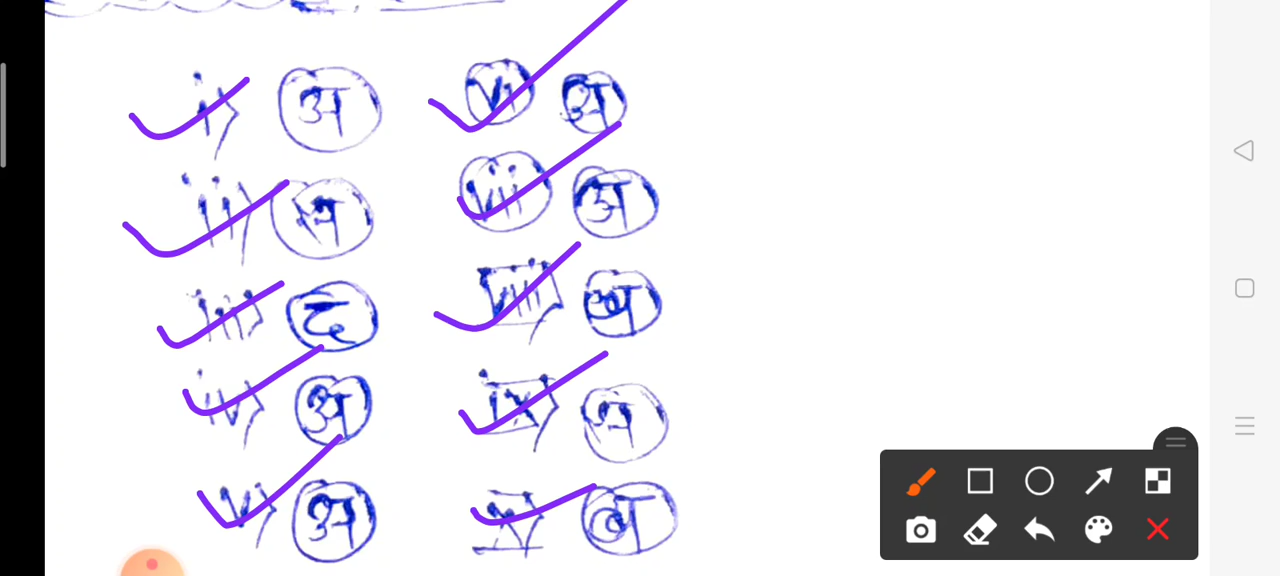 i) अ
ii) स
iii) द
iv) अ
v) अ
vi अ
vii अ
viii)
ix)
x)